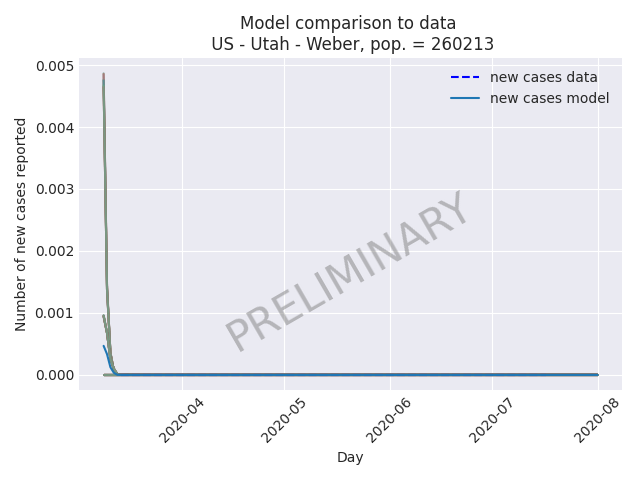 Model comparison to data
US - Utah - Weber, pop. = 260213
new cases data
new cases model
Number of new cases reported
0.005
0.004
0.003
0.002
0.001
0.000
PRELIMINARY
2020-04
2020-05
2020-06
2020-07
2020-08
Day